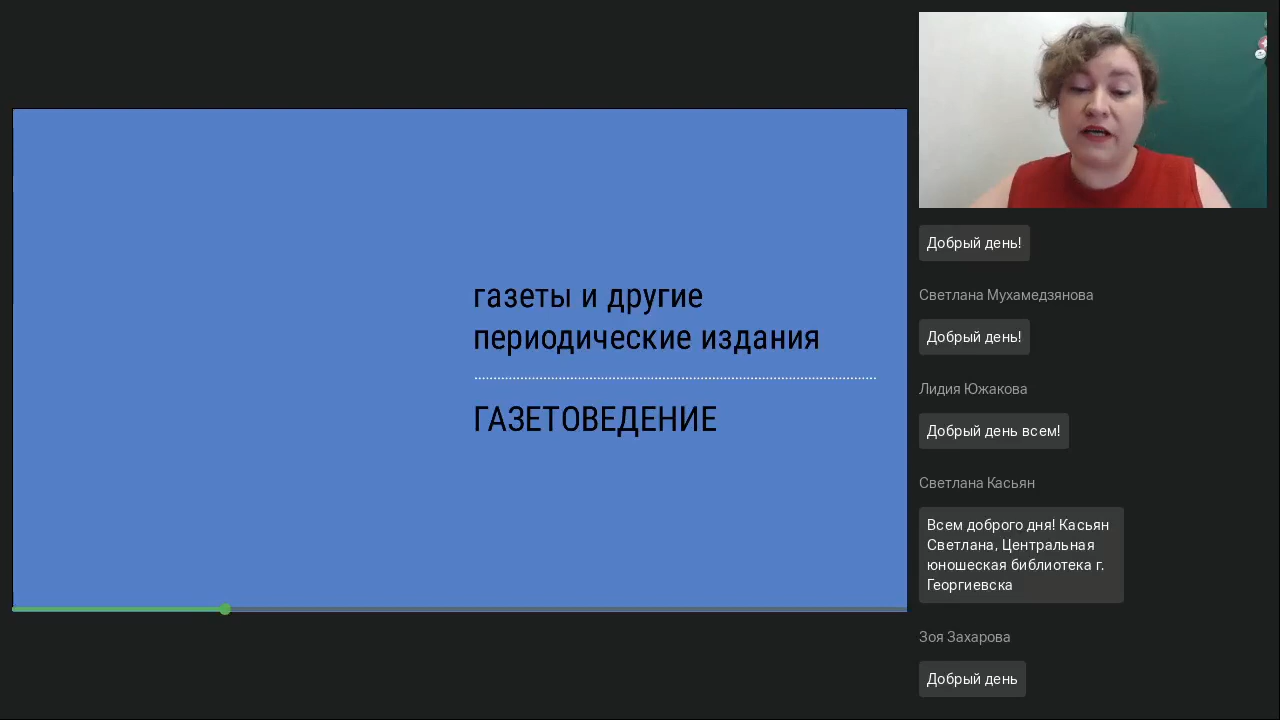 газеты и другие
периодические издания
ГАЗЕТОВЕДЕНИЕ
Добрый день!
Светлана Мухамедзянова
Добрый день!
Лидия Южакова
Добрый день всем!
Светлана Касьян
Всем доброго дня! Касьян
Светлана, Центральная
юношеская библиотека г.
Георгиевска
Зоя Захарова
Добрый день